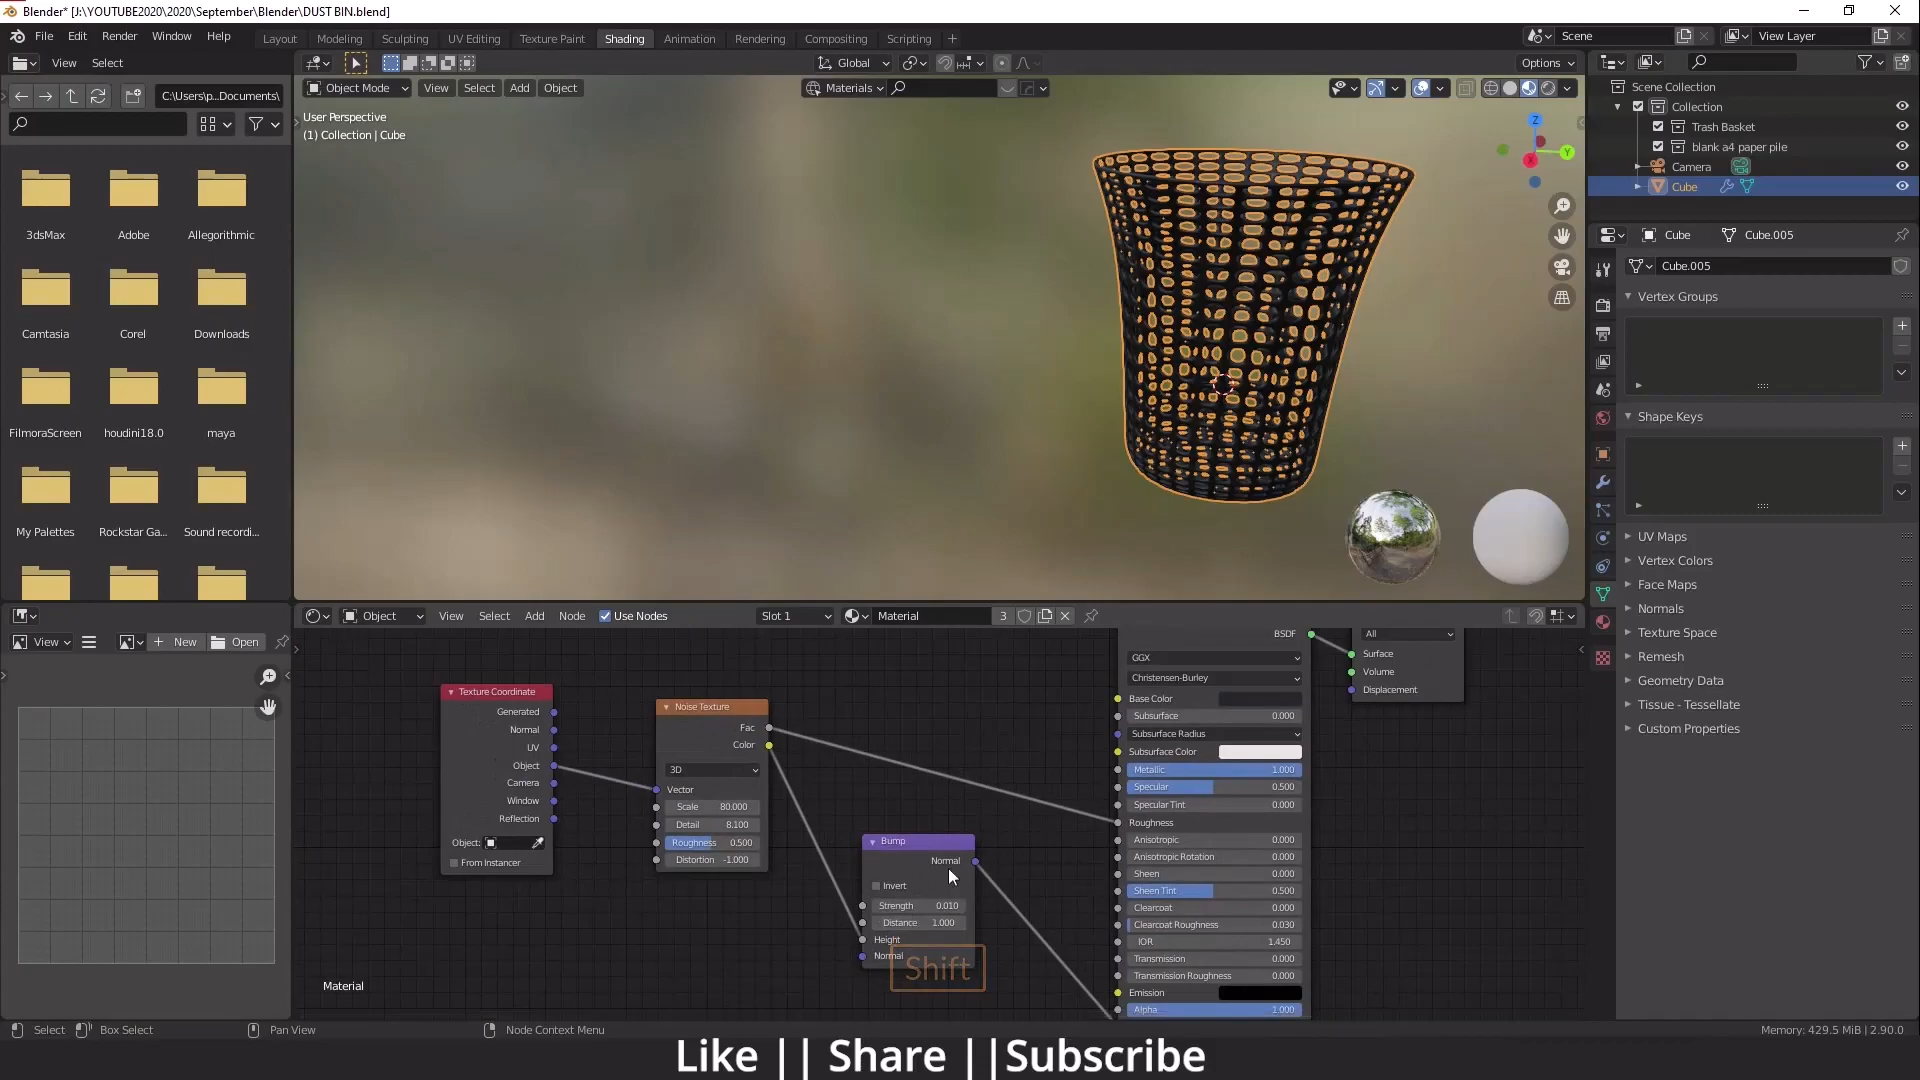 Blender* [J:\YOUTUBE2020\2020\September\Blender\DUST BIN.blend]
File Edit Render Window Help Layout Modeling Sculpting UV Editing Texture Paint Shading Animation Rendering Compositing Scripting + Scene View Layer
View Select Global Options
C:\Users\p..Documents\ Object Mode View Select Add Object Materials
User Perspective
(1) Collection | Cube
3dsMax Adobe Allegorithmic
Camtasia Corel Downloads
FilmoraScreen houdini18.0 maya
My Palettes Rockstar Ga... Sound recordi...
Z
Y
X
Scene Collection
Collection
Trash Basket
blank a4 paper pile
Camera
Cube
Cube Cube.005
Cube.005
Vertex Groups
Shape Keys
UV Maps
Vertex Colors
Face Maps
Normals
Texture Space
Remesh
Geometry Data
Tissue - Tessellate
Custom Properties
Object View Select Add Node Use Nodes Slot 1 Material 3
View New Open
Texture Coordinate
Generated
Normal
UV
Object
Camera
Window
Reflection
Object:
From Instancer
Noise Texture
Fac
Color
3D
Vector
Scale 80.000
Detail 8.100
Roughness 0.500
Distortion -1.000
Bump
Normal
Invert
Strength 0.010
Distance 1.000
Height
Normal
Shift
BSDF
GGX
Christensen-Burley
Base Color
Subsurface 0.000
Subsurface Radius
Subsurface Color
Metallic 1.000
Specular 0.500
Specular Tint 0.000
Roughness
Anisotropic 0.000
Anisotropic Rotation 0.000
Sheen 0.000
Sheen Tint 0.500
Clearcoat 0.000
Clearcoat Roughness 0.030
IOR 1.450
Transmission 0.000
Transmission Roughness 0.000
Emission
Alpha 1.000
All
Surface
Volume
Displacement
Material
Select Box Select Pan View Node Context Menu Memory: 429.5 MiB | 2.90.0
Like || Share ||Subscribe